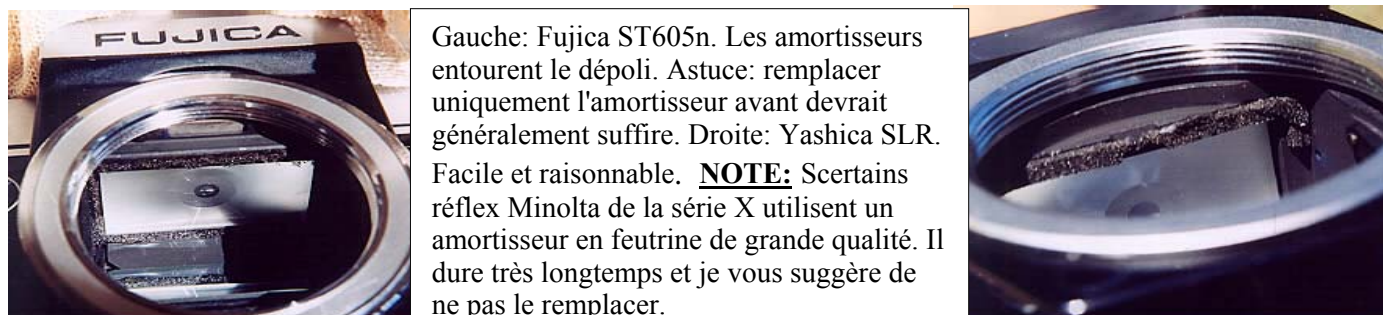 FUJICA
Gauche: Fujica ST605n. Les amortisseurs
entourent le dépoli. Astuce: remplacer
uniquement l'amortisseur avant devrait
généralement suffire. Droite: Yashica SLR.
Facile et raisonnable. NOTE: Scertains
réflex Minolta de la série X utilisent un
amortisseur en feutrine de grande qualité. Il
dure très longtemps et je vous suggère de
ne pas le remplacer.